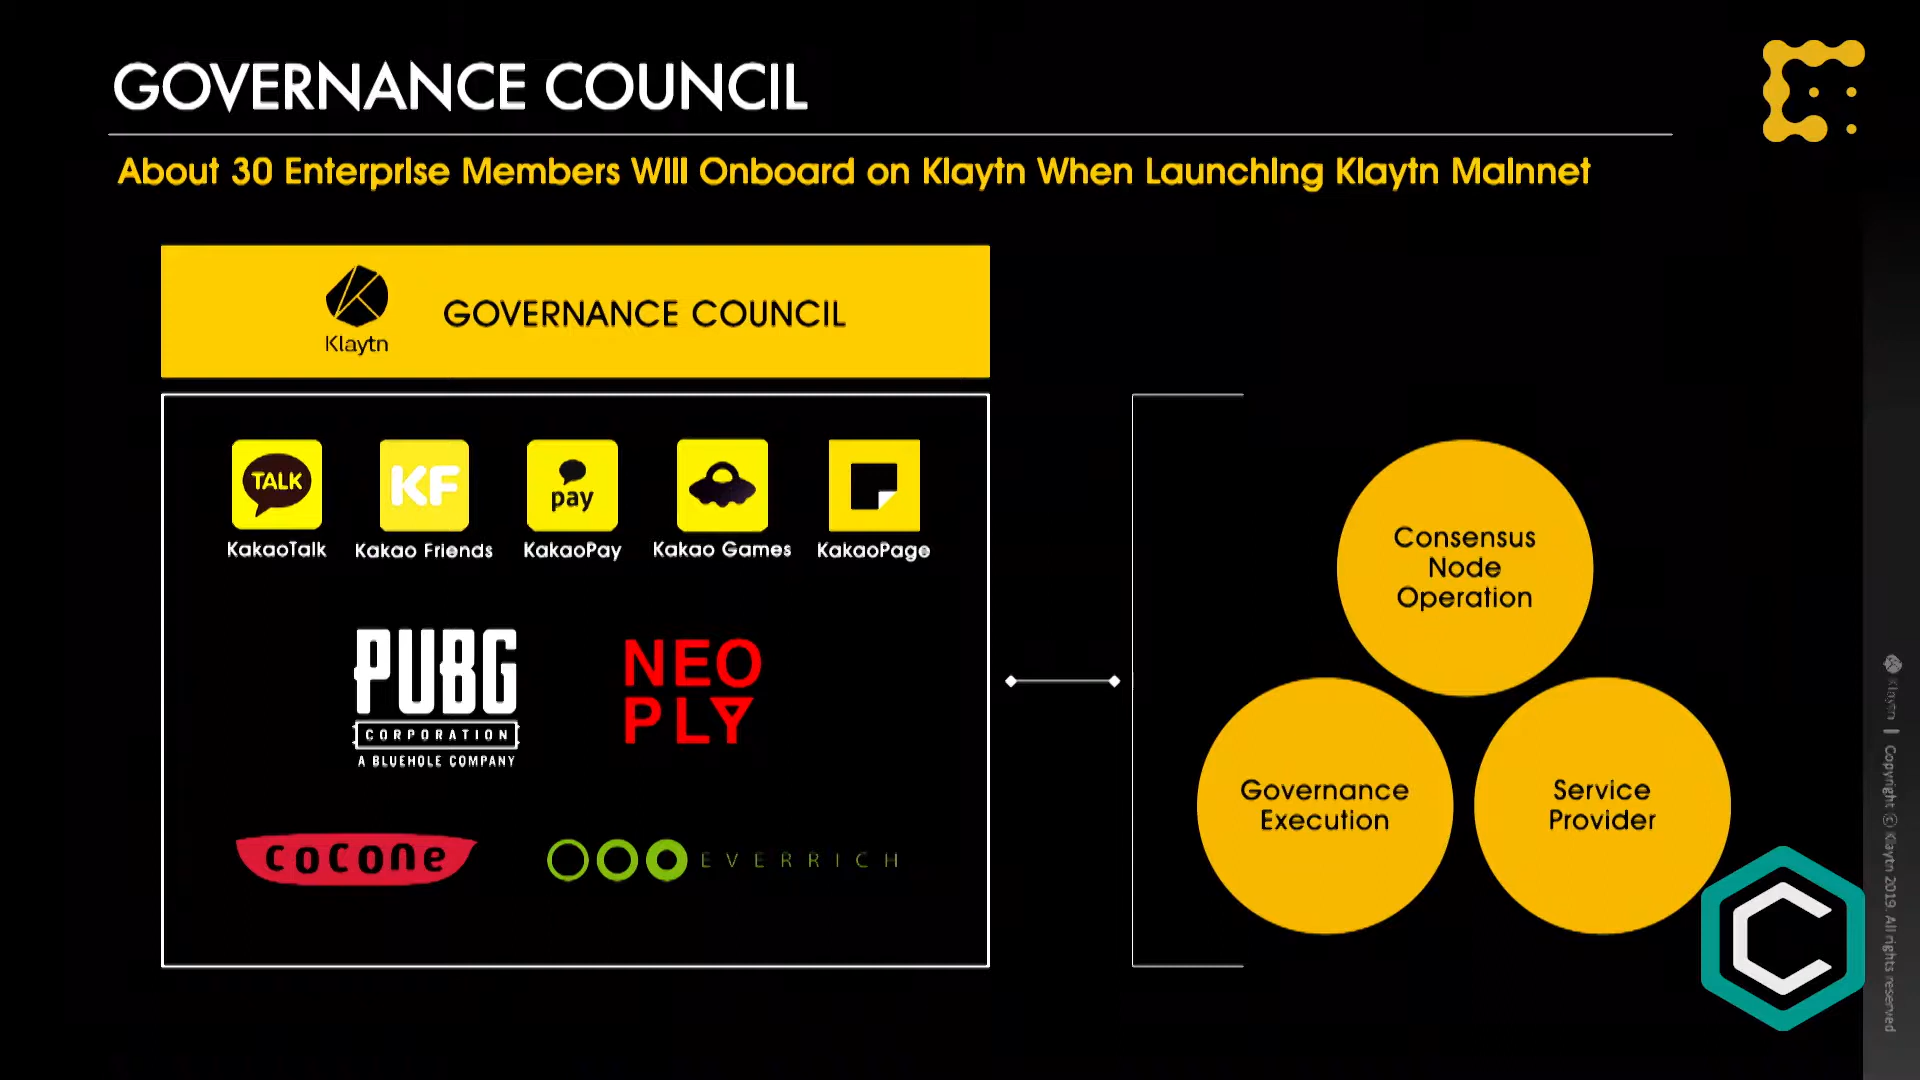 GOVERNANCE COUNCIL
About 30 Enterprise Members Will Onboard on Klaytn When Launching Klaytn Mainnet
Klaytn
GOVERNANCE COUNCIL
TALK
KF
pay
KakaoTalk
Kakao Friends
KakaoPay
Kakao Games
KakaoPage
PUBG
CORPORATION
A BLUEHOLE COMPANY
NEO
PLY
cocone
EVERRICH
Consensus
Node
Operation
Governance
Execution
Service
Provider
Klaytn | Copyright © Klaytn 2019. All rights reserved